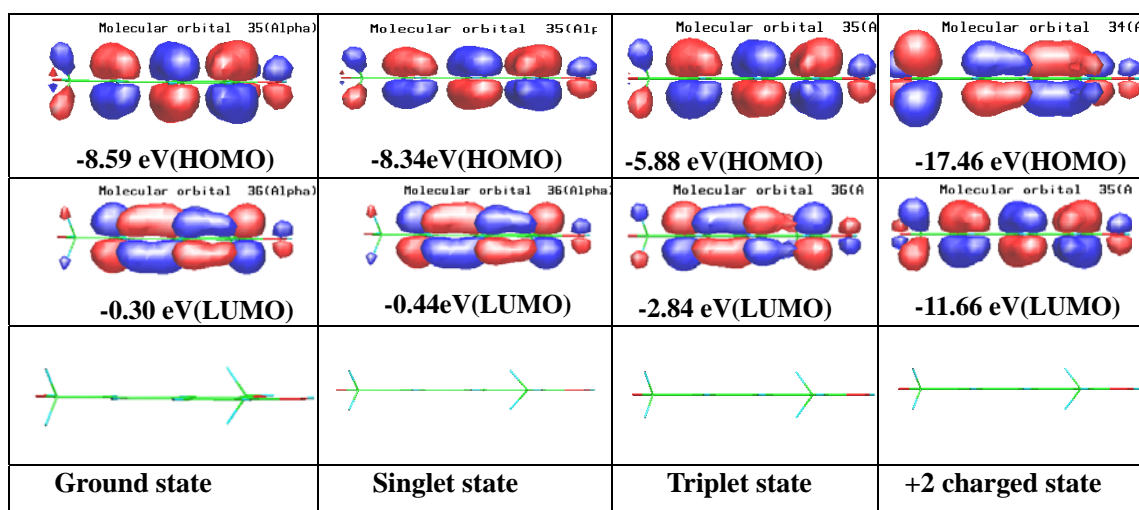 Molecular orbital 35(Alpha)
Molecular orbital 35(Alp
Molecular orbital 35(A
Molecular orbital 34(A
-8.59 eV(HOMO)
-8.34eV(HOMO)
-5.88 eV(HOMO)
-17.46 eV(HOMO)
Molecular orbital 36(Alpha)
Molecular orbital 36(Alpha)
Molecular orbital 36(A
Molecular orbital 35(A
-0.30 eV(LUMO)
-0.44eV(LUMO)
-2.84 eV(LUMO)
-11.66 eV(LUMO)
Ground state
Singlet state
Triplet state
+2 charged state